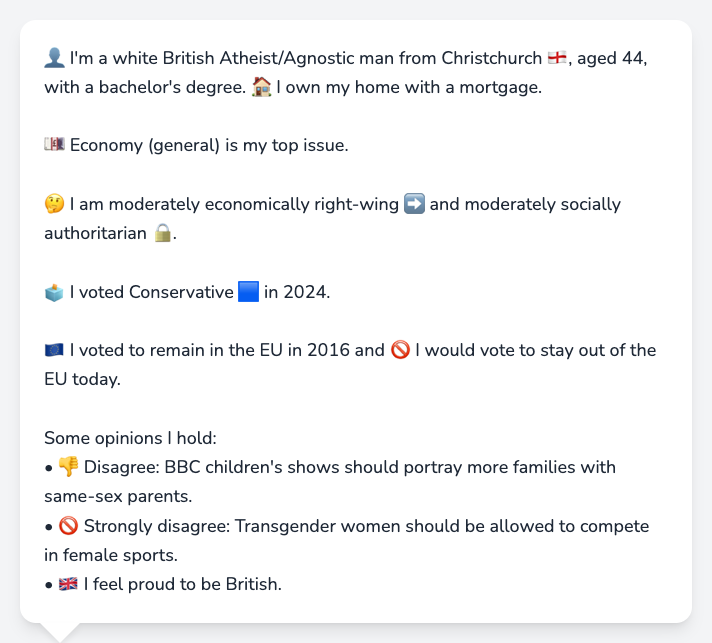 👤 I'm a white British Atheist/Agnostic man from Christchurch 🏴󠁧󠁢󠁥󠁮󠁧󠁿, aged 44,
with a bachelor's degree. 🏠 I own my home with a mortgage.
💷 Economy (general) is my top issue.
🤔 I am moderately economically right-wing ➡️ and moderately socially
authoritarian 🔒.
🗳️ I voted Conservative 🟦 in 2024.
🇪🇺 I voted to remain in the EU in 2016 and 🚫 I would vote to stay out of the
EU today.
Some opinions I hold:
• 👎 Disagree: BBC children's shows should portray more families with
same-sex parents.
• 🚫 Strongly disagree: Transgender women should be allowed to compete
in female sports.
• 🇬🇧 I feel proud to be British.